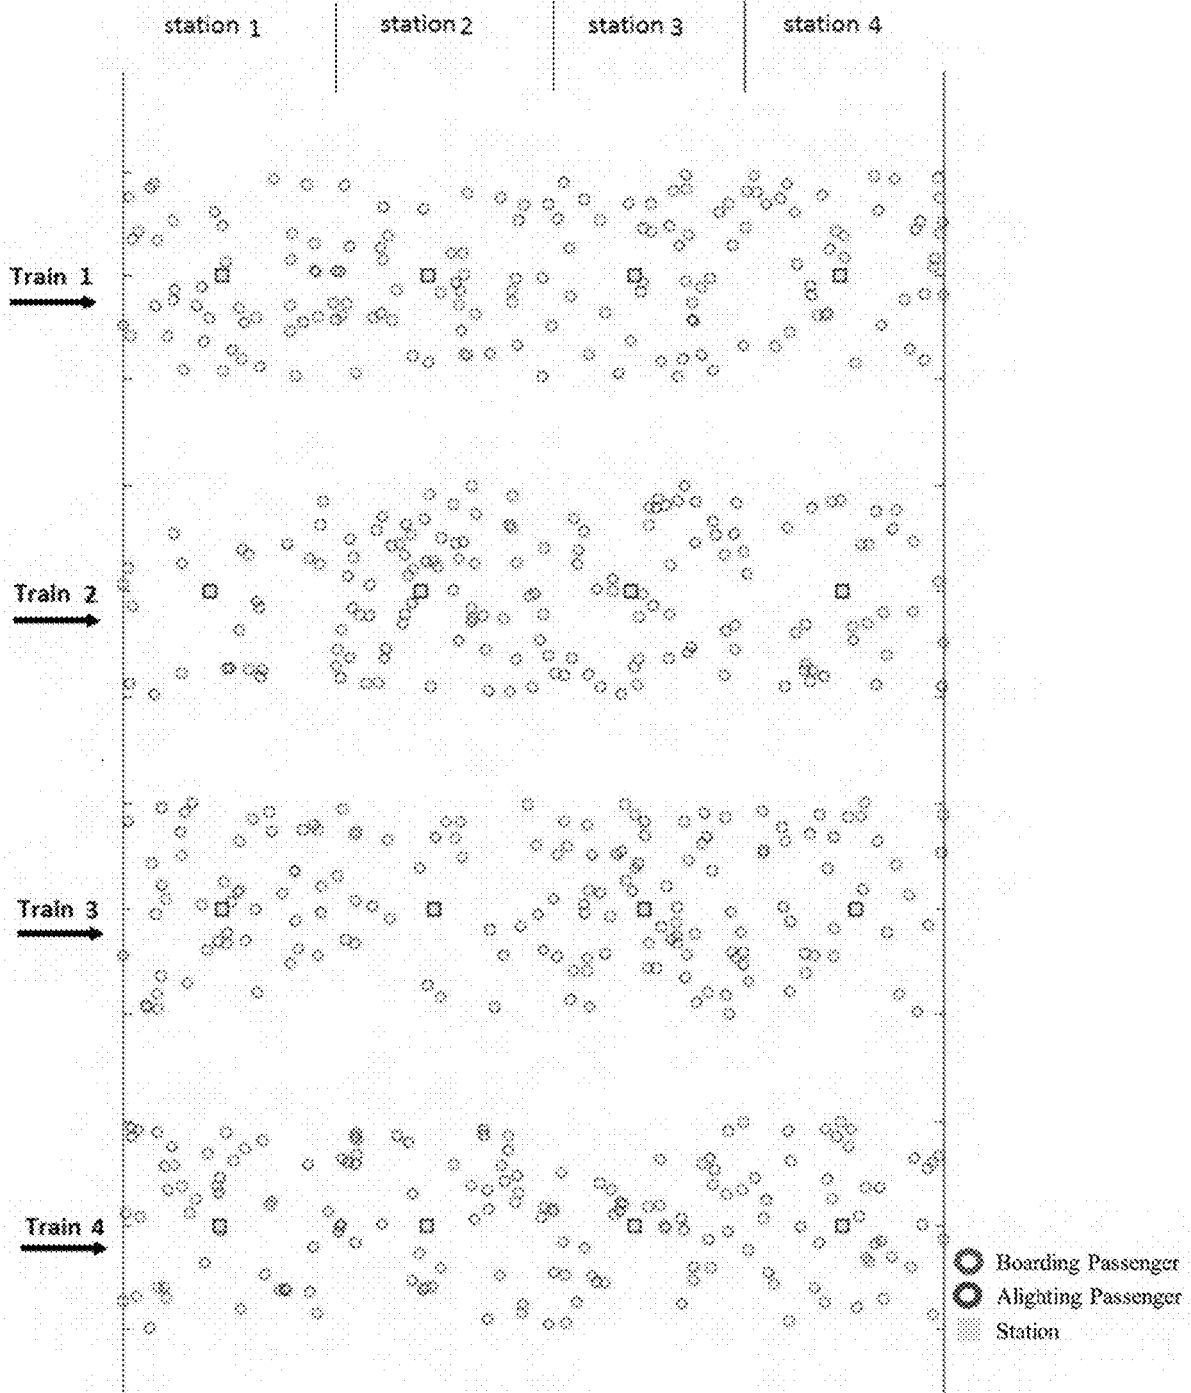 station 1
station 2
station 3
station 4
Train 1
Train 2
Train 3
Train 4
Boarding Passenger
Alighting Passenger
Station